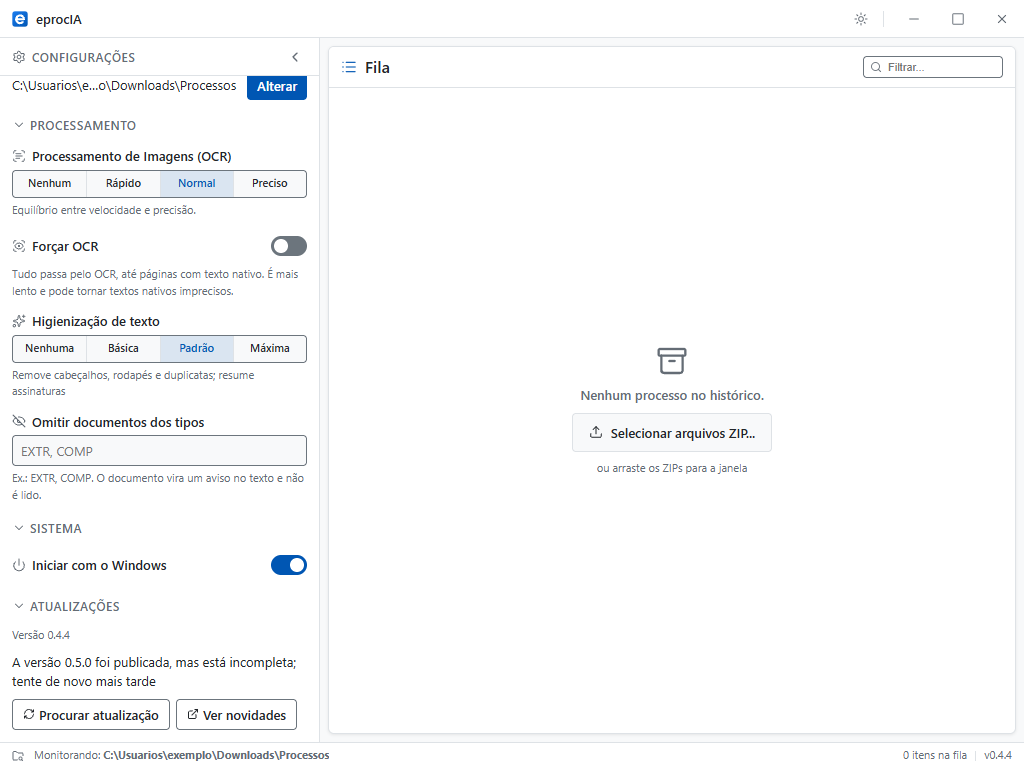 eprocIA
CONFIGURAÇÕES
C:\Usuarios\e...o\Downloads\Processos
Alterar
PROCESSAMENTO
Processamento de Imagens (OCR)
Nenhum Rápido Normal Preciso
Equilíbrio entre velocidade e precisão.
Forçar OCR
Tudo passa pelo OCR, até páginas com texto nativo. É mais
lento e pode tornar textos nativos imprecisos.
Higienização de texto
Nenhuma Básica Padrão Máxima
Remove cabeçalhos, rodapés e duplicatas; resume
assinaturas
Omitir documentos dos tipos
EXTR, COMP
Ex.: EXTR, COMP. O documento vira um aviso no texto e não
é lido.
SISTEMA
Iniciar com o Windows
ATUALIZAÇÕES
Versão 0.4.4
A versão 0.5.0 foi publicada, mas está incompleta;
tente de novo mais tarde
Procurar atualização Ver novidades
Fila
Filtrar...
Nenhum processo no histórico.
Selecionar arquivos ZIP...
ou arraste os ZIPs para a janela
Monitorando: C:\Usuarios\exemplo\Downloads\Processos
0 itens na fila v0.4.4